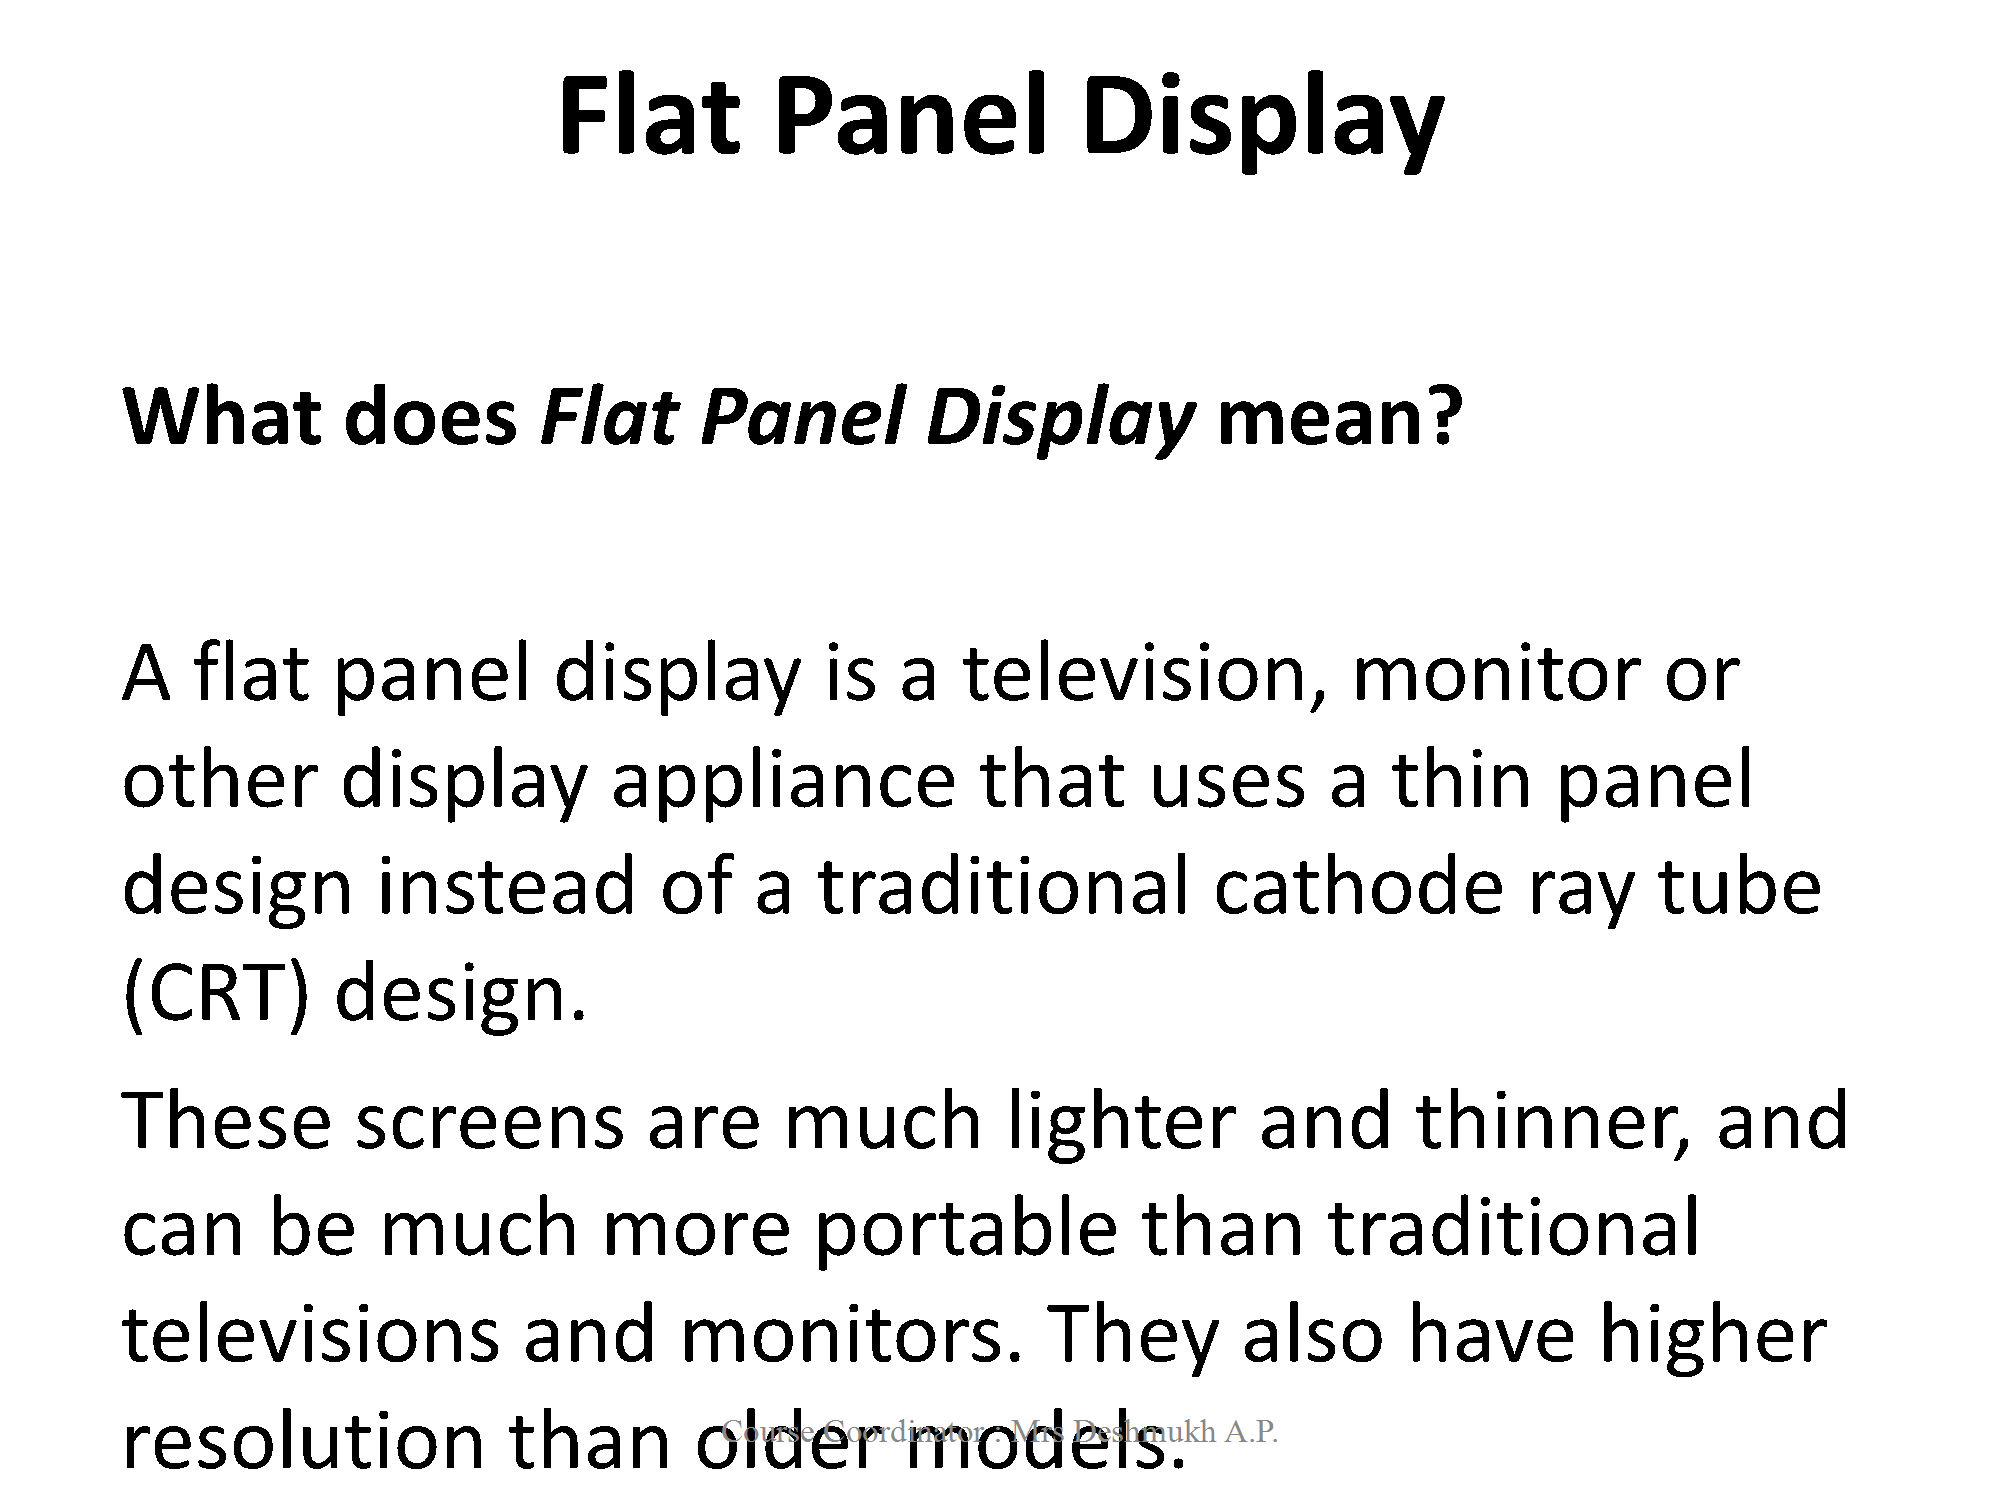 Flat Panel Display
What does Flat Panel Display mean?
A flat panel display is a television, monitor or
other display appliance that uses a thin panel
design instead of a traditional cathode ray tube
(CRT) design.
These screens are much lighter and thinner, and
can be much more portable than traditional
televisions and monitors. They also have higher
resolution than older models.
Course Coordinator : Mrs Deshmukh A.P.